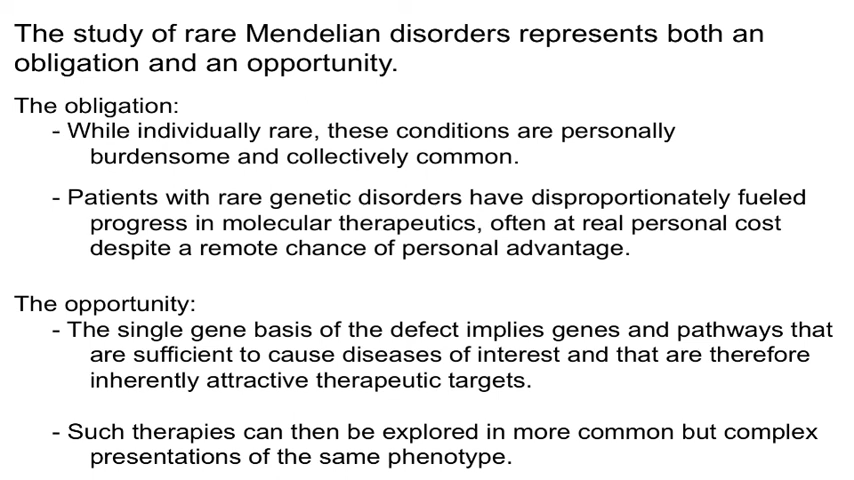 The study of rare Mendelian disorders represents both an
obligation and an opportunity.
The obligation:
- While individually rare, these conditions are personally
burdensome and collectively common.
- Patients with rare genetic disorders have disproportionately fueled
progress in molecular therapeutics, often at real personal cost
despite a remote chance of personal advantage.
The opportunity:
- The single gene basis of the defect implies genes and pathways that
are sufficient to cause diseases of interest and that are therefore
inherently attractive therapeutic targets.
- Such therapies can then be explored in more common but complex
presentations of the same phenotype.